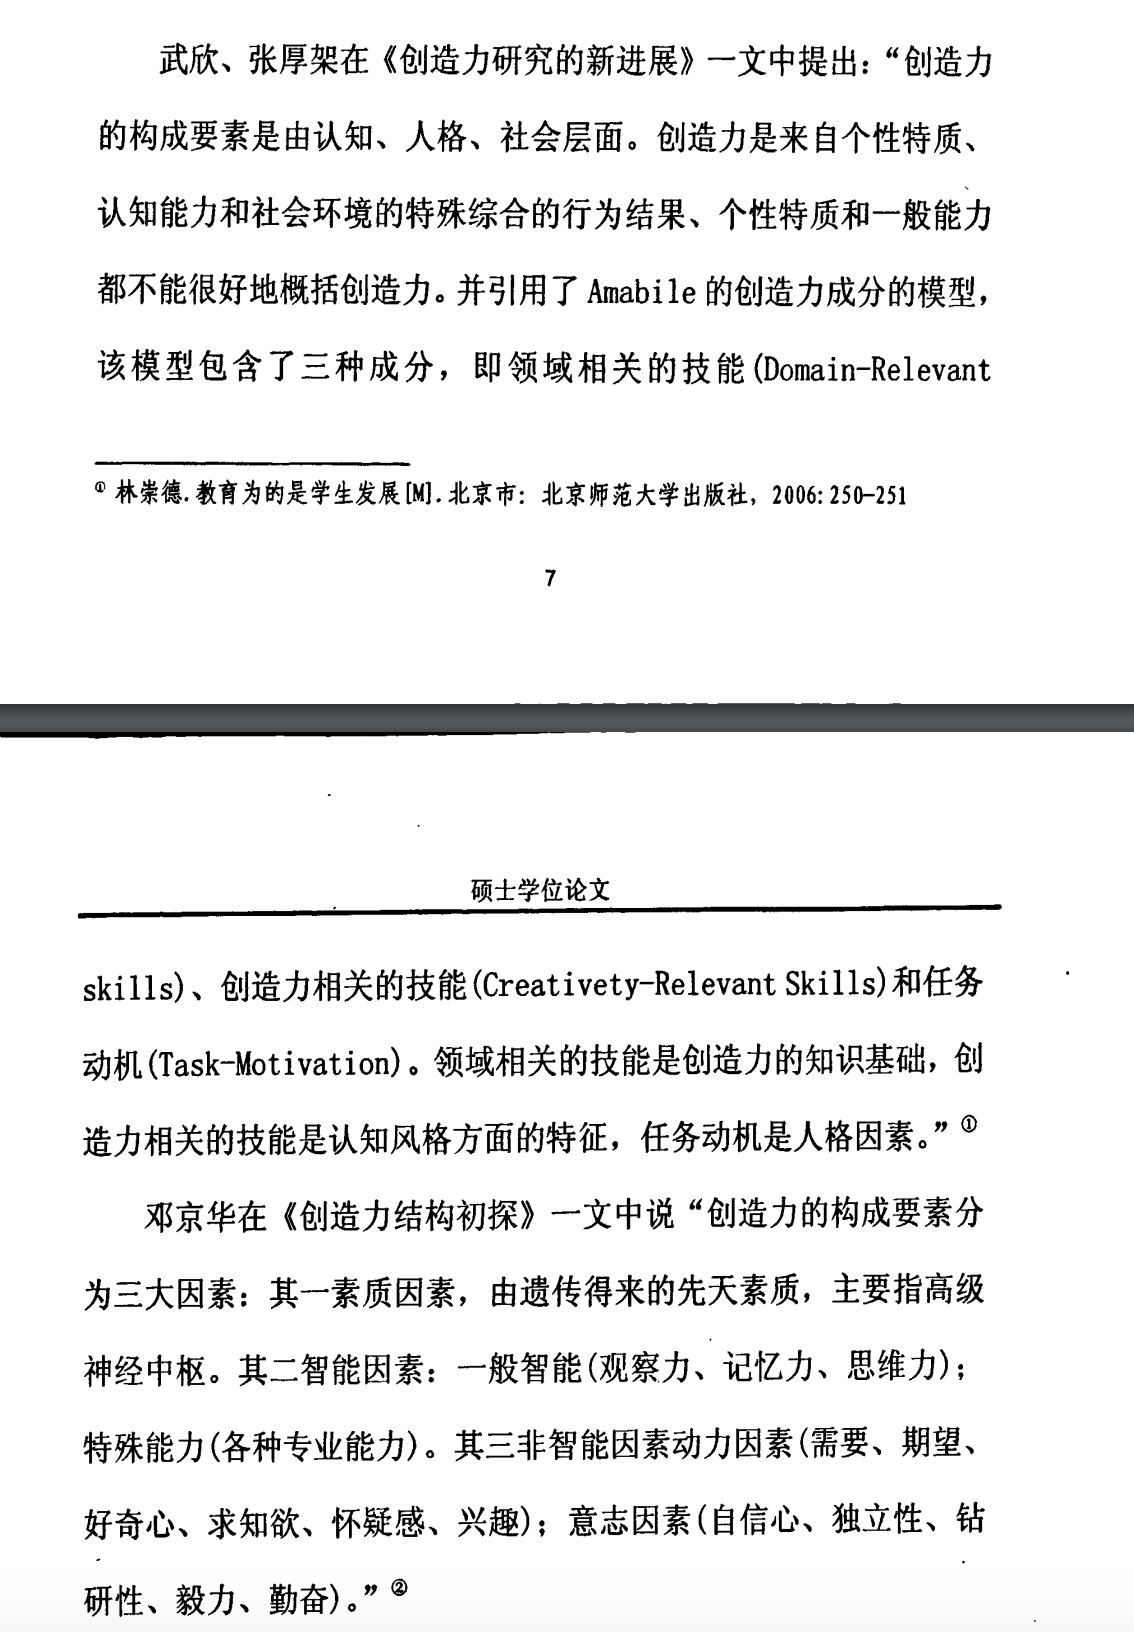 武欣、张厚架在《创造力研究的新进展》一文中提出：“创造力
的构成要素是由认知、人格、社会层面。创造力是来自个性特质、
认知能力和社会环境的特殊综合的行为结果、个性特质和一般能力
都不能很好地概括创造力。并引用了 Amabile 的创造力成分的模型，
该模型包含了三种成分，即领域相关的技能(Domain-Relevant
① 林崇德.教育为的是学生发展[M].北京市：北京师范大学出版社，2006:250-251
7
硕士学位论文
skills)、创造力相关的技能(Creativety-Relevant Skills)和任务
动机(Task-Motivation)。领域相关的技能是创造力的知识基础，创
造力相关的技能是认知风格方面的特征，任务动机是人格因素。”①
邓京华在《创造力结构初探》一文中说“创造力的构成要素分
为三大因素：其一素质因素，由遗传得来的先天素质，主要指高级
神经中枢。其二智能因素：一般智能(观察力、记忆力、思维力)；
特殊能力(各种专业能力)。其三非智能因素动力因素(需要、期望、
好奇心、求知欲、怀疑感、兴趣)；意志因素(自信心、独立性、钻
研性、毅力、勤奋)。”②